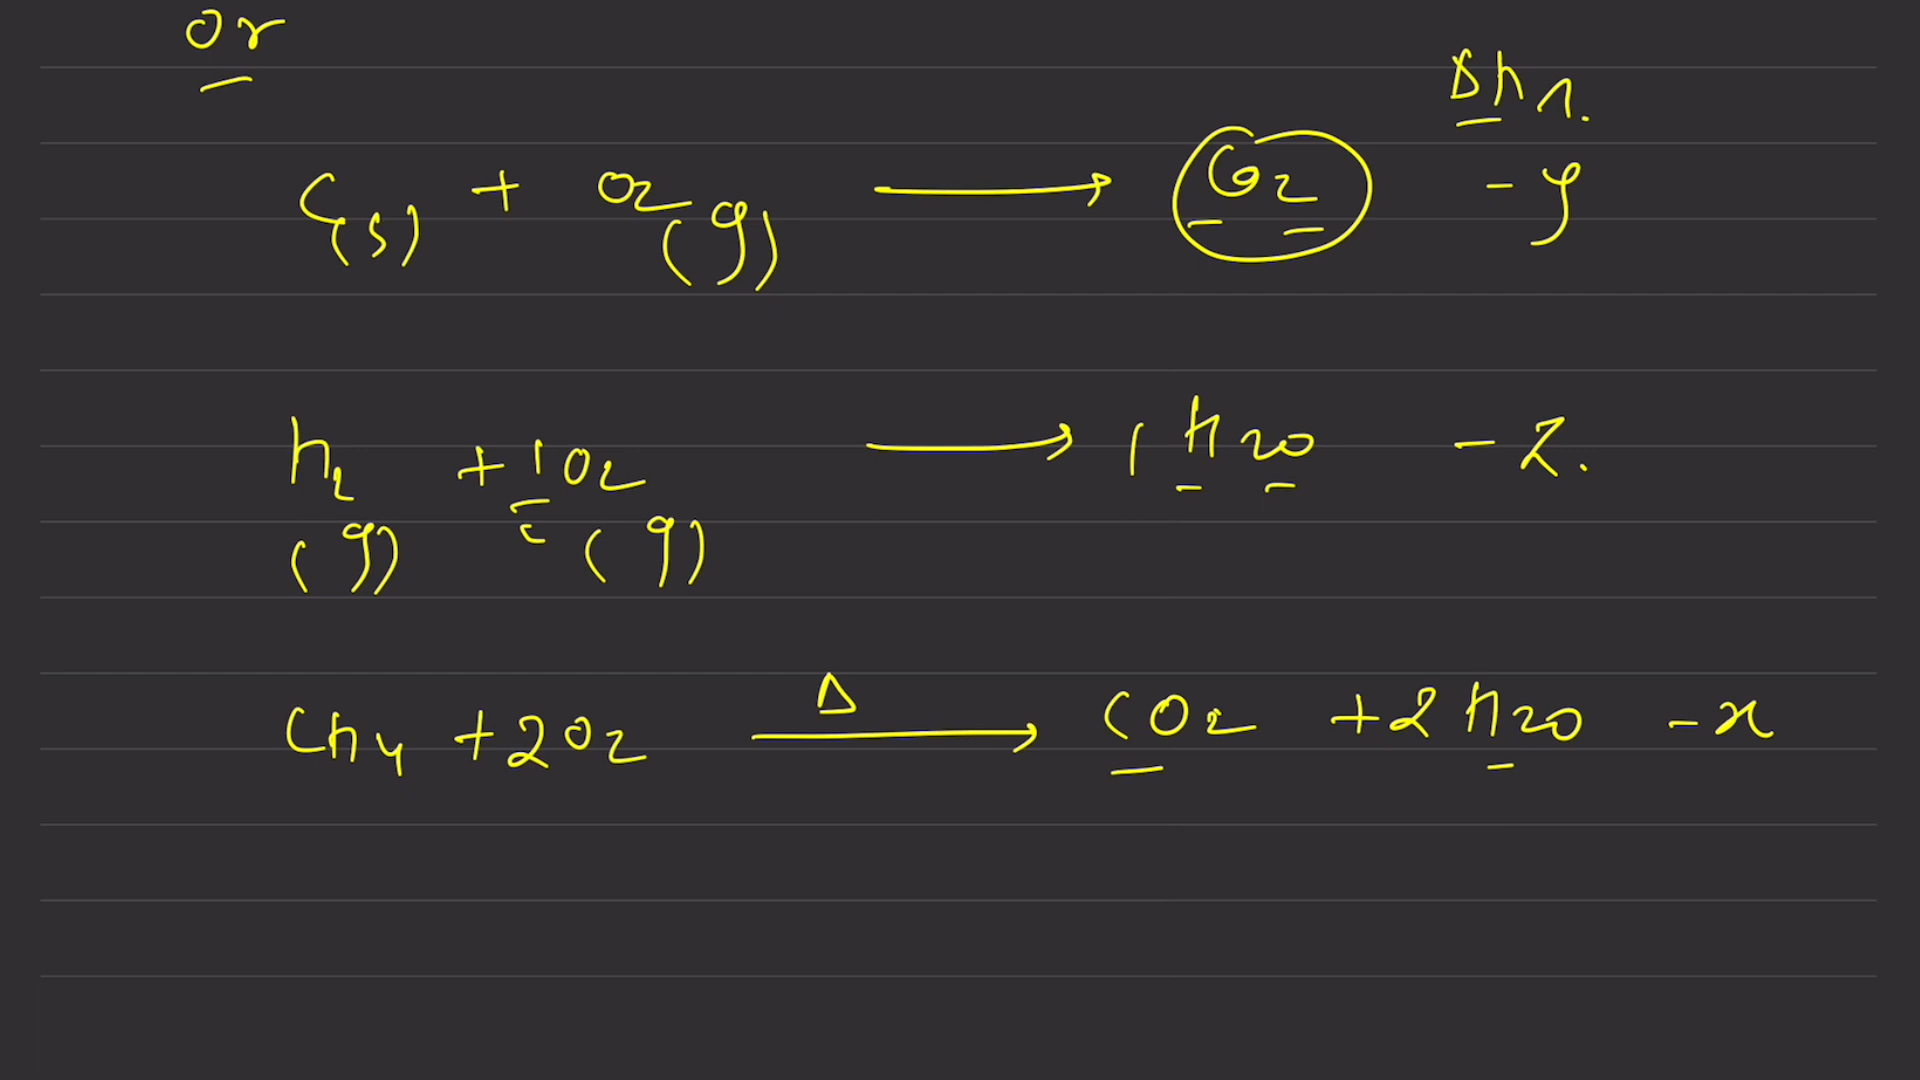 or
Δh r.
C(s) + O2(g) ⟶ CO2 - y
h2(g) + 1/2 O2(g) ⟶ 1 H2O - z.
Ch4 + 2O2 Δ⟶ CO2 + 2 H2O - x